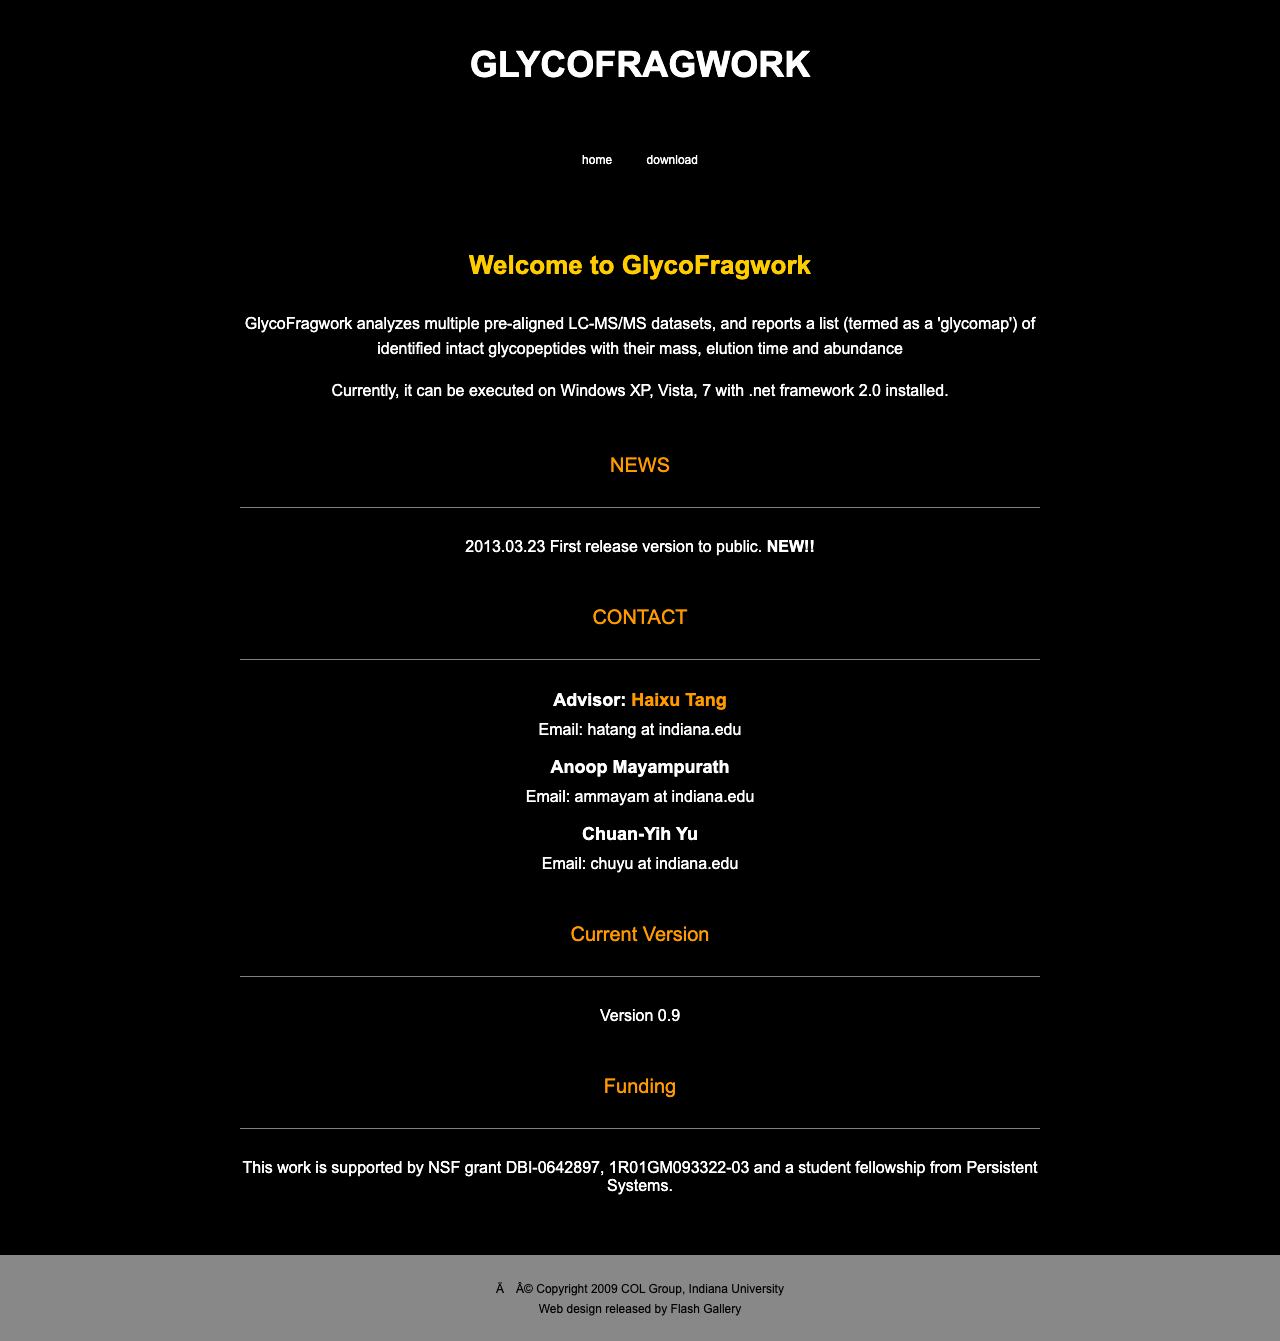 GLYCOFRAGWORK
home download
Welcome to GlycoFragwork
GlycoFragwork analyzes multiple pre-aligned LC-MS/MS datasets, and reports a list (termed as a 'glycomap') of
identified intact glycopeptides with their mass, elution time and abundance
Currently, it can be executed on Windows XP, Vista, 7 with .net framework 2.0 installed.
NEWS
2013.03.23 First release version to public. NEW!!
CONTACT
Advisor: Haixu Tang
Email: hatang at indiana.edu
Anoop Mayampurath
Email: ammayam at indiana.edu
Chuan-Yih Yu
Email: chuyu at indiana.edu
Current Version
Version 0.9
Funding
This work is supported by NSF grant DBI-0642897, 1R01GM093322-03 and a student fellowship from Persistent
Systems.
Ã Â© Copyright 2009 COL Group, Indiana University
Web design released by Flash Gallery